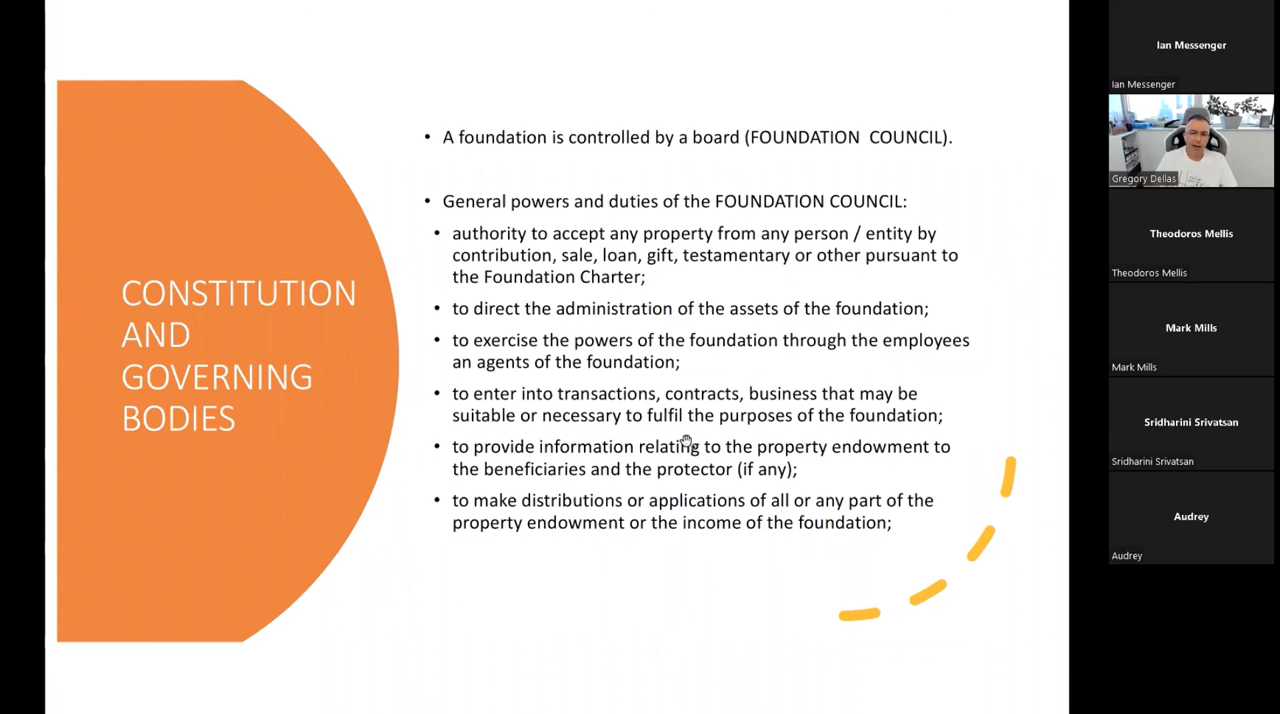 CONSTITUTION
AND
GOVERNING
BODIES
• A foundation is controlled by a board (FOUNDATION COUNCIL).
• General powers and duties of the FOUNDATION COUNCIL:
• authority to accept any property from any person / entity by
contribution, sale, loan, gift, testamentary or other pursuant to
the Foundation Charter;
• to direct the administration of the assets of the foundation;
• to exercise the powers of the foundation through the employees
an agents of the foundation;
• to enter into transactions, contracts, business that may be
suitable or necessary to fulfil the purposes of the foundation;
• to provide information relating to the property endowment to
the beneficiaries and the protector (if any);
• to make distributions or applications of all or any part of the
property endowment or the income of the foundation;
Ian Messenger
Ian Messenger
Gregory Dellas
Theodoros Mellis
Theodoros Mellis
Mark Mills
Mark Mills
Sridharini Srivatsan
Sridharini Srivatsan
Audrey
Audrey